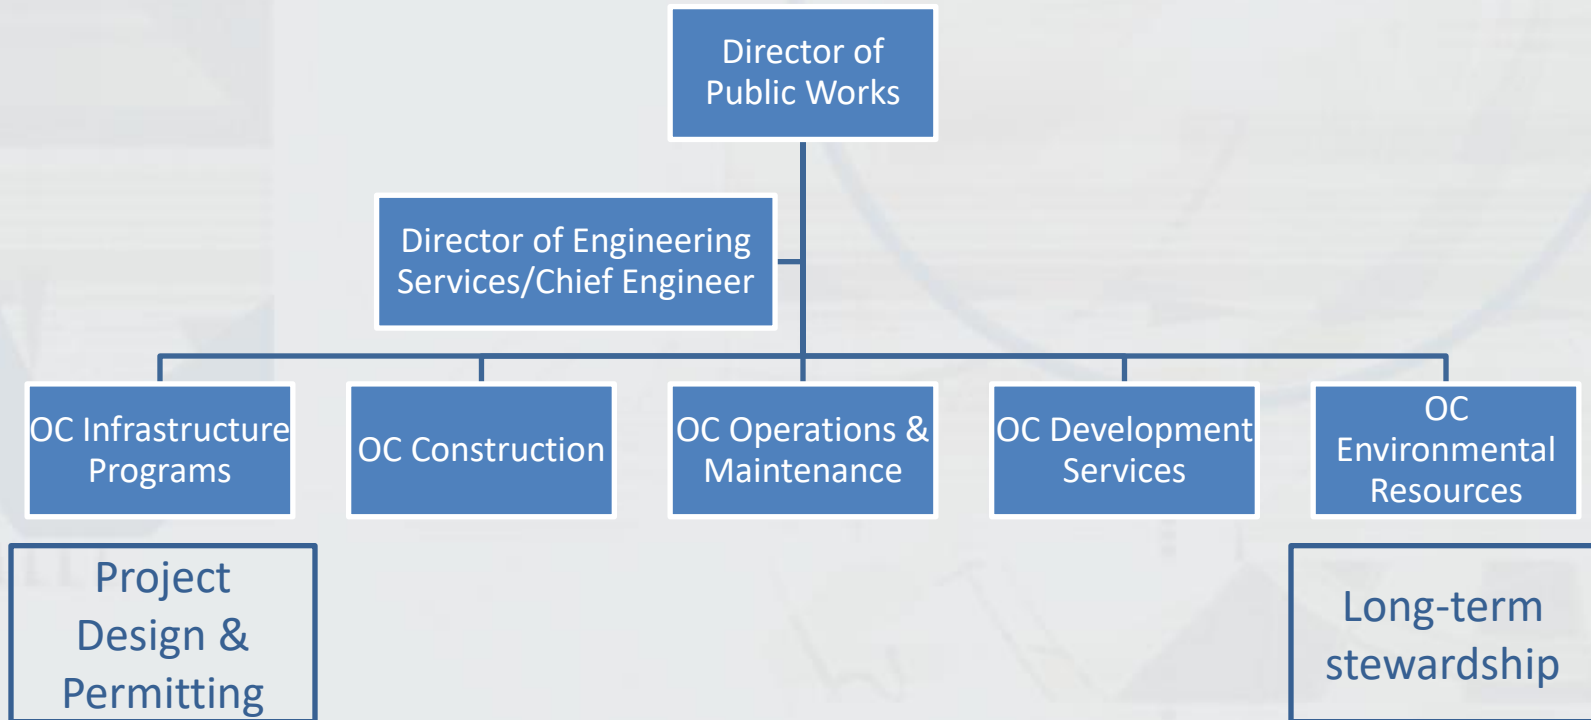 Director of
Public Works
Director of Engineering
Services/Chief Engineer
OC Infrastructure
Programs
OC Construction
OC Operations &
Maintenance
OC Development
Services
OC
Environmental
Resources
Project
Design &
Permitting
Long-term
stewardship